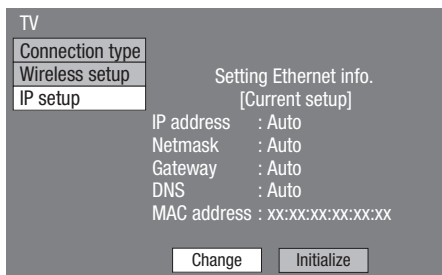 TV
Connection type
Wireless setup
IP setup
Setting Ethernet info.
[Current setup]
IP address : Auto
Netmask : Auto
Gateway : Auto
DNS : Auto
MAC address : xx:xx:xx:xx:xx:xx
Change Initialize